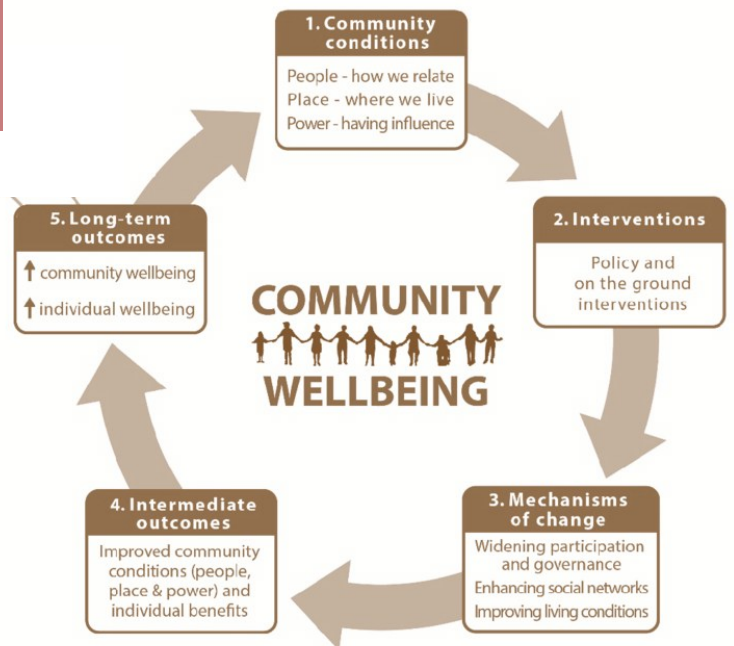 1. Community
conditions
People - how we relate
Place - where we live
Power - having influence
2. Interventions
Policy and
on the ground
interventions
3. Mechanisms
of change
Widening participation
and governance
Enhancing social networks
Improving living conditions
4. Intermediate
outcomes
Improved community
conditions (people,
place & power) and
individual benefits
5. Long-term
outcomes
↑ community wellbeing
↑ individual wellbeing
COMMUNITY
WELLBEING